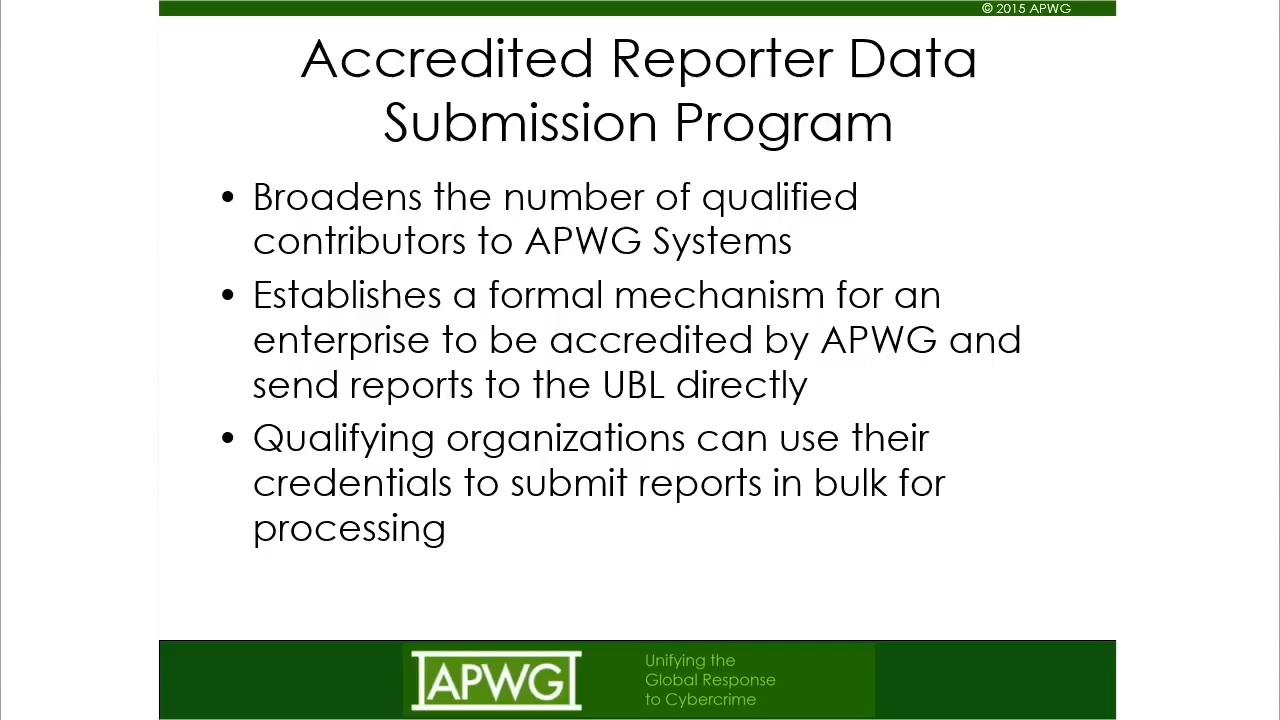 © 2015 APWG
Accredited Reporter Data
Submission Program
• Broadens the number of qualified
contributors to APWG Systems
• Establishes a formal mechanism for an
enterprise to be accredited by APWG and
send reports to the UBL directly
• Qualifying organizations can use their
credentials to submit reports in bulk for
processing
APWG
Unifying the
Global Response
to Cybercrime